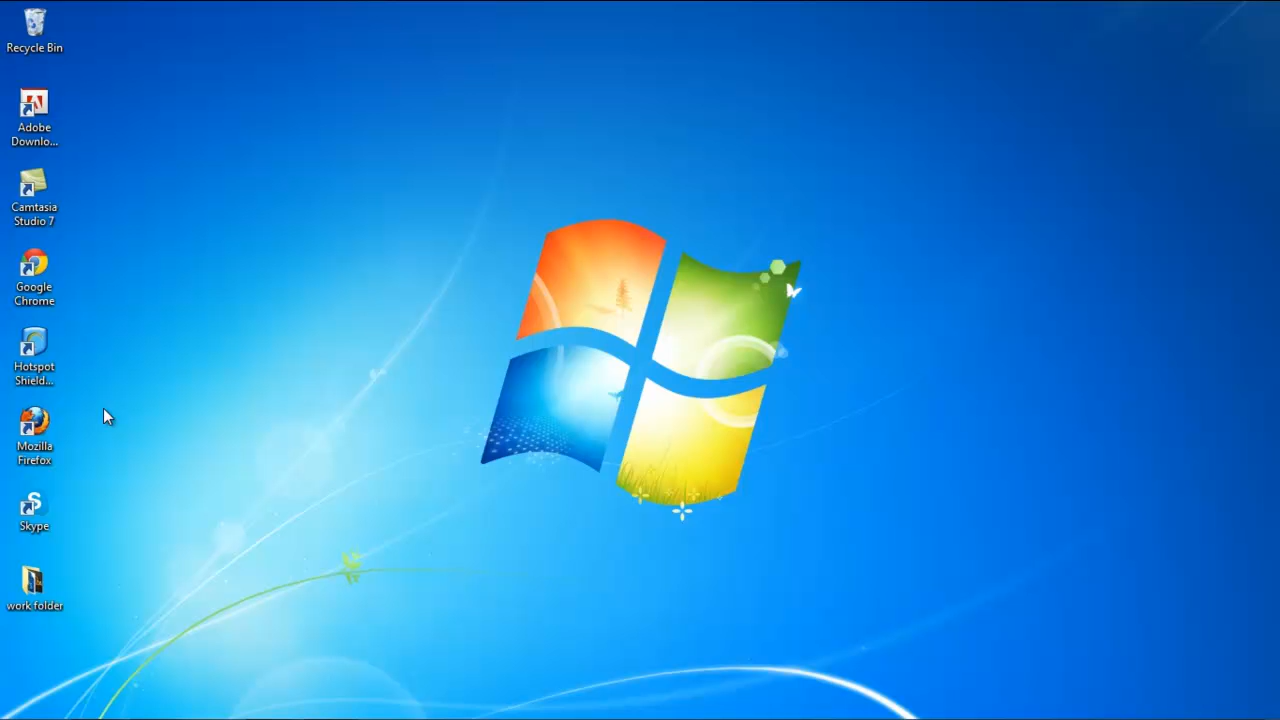 Recycle Bin
Adobe
Downlo...
Camtasia
Studio 7
Google
Chrome
Hotspot
Shield...
Mozilla
Firefox
Skype
work folder